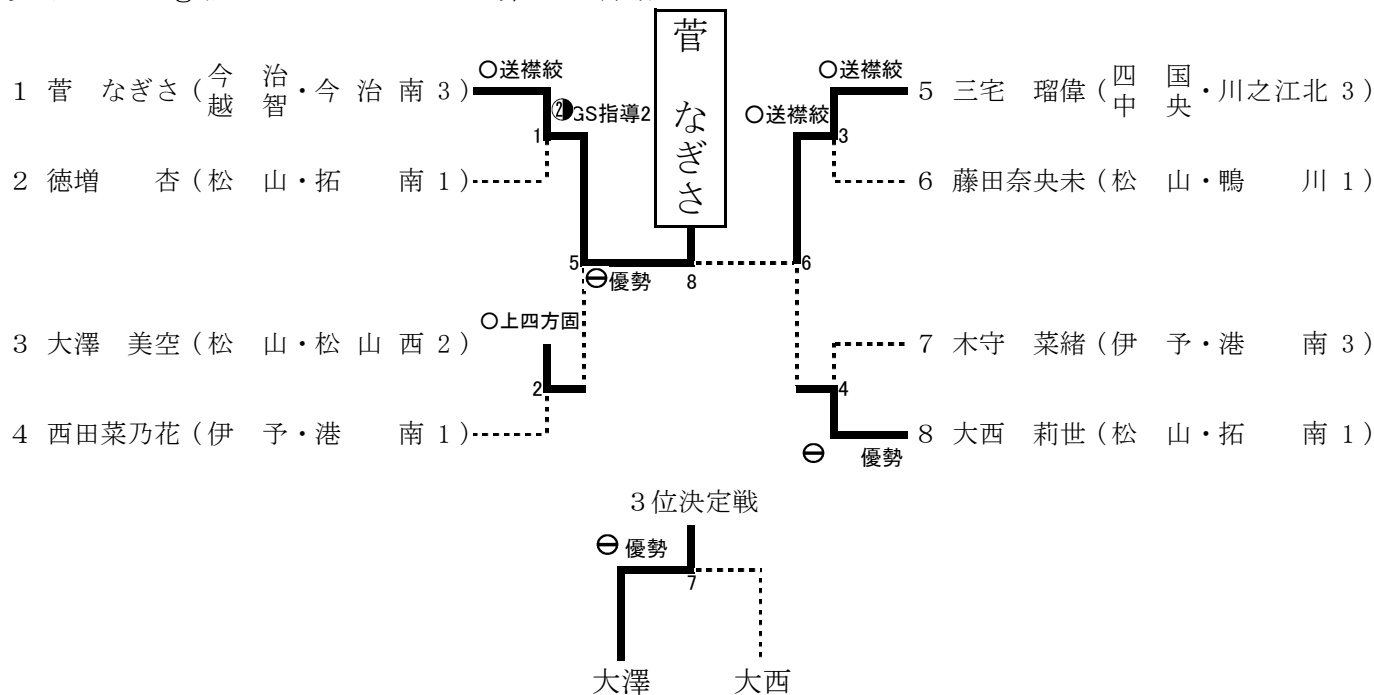 菅 なぎさ
○送襟絞
○送襟絞
1 菅 なぎさ (今治越智・今治南 3)
5 三宅 瑠偉 (四国中央・川之江北 3)
②GS指導2
○送襟絞
1
3
2 徳増 杏 (松山・拓南 1)
6 藤田奈央未 (松山・鴨川 1)
5
優勢
8
6
○上四方固
3 大澤 美空 (松山・松山西 2)
7 木守 菜緒 (伊予・港南 3)
2
4
4 西田菜乃花 (伊予・港南 1)
8 大西 莉世 (松山・拓南 1)
優勢
3位決定戦
優勢
7
大澤 大西